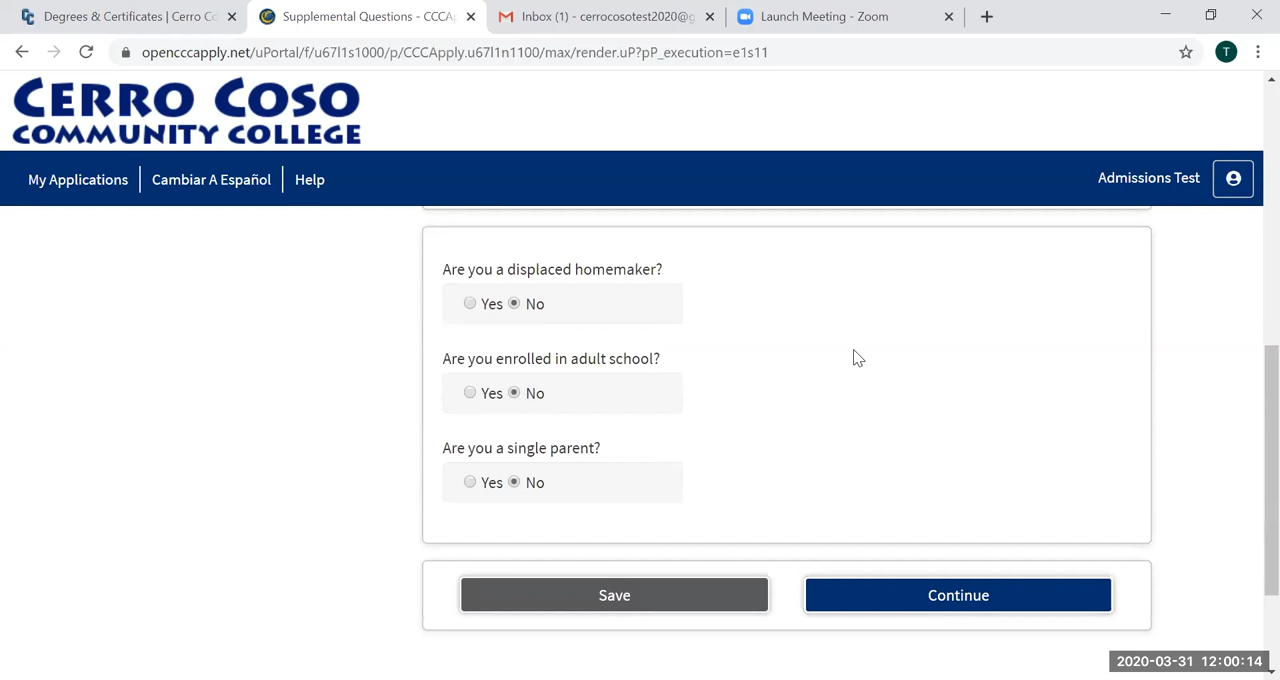 Degrees & Certificates | Cerro Co
Supplemental Questions - CCCA
Inbox (1) - cerrocosotest2020@g
Launch Meeting - Zoom
opencccapply.net/uPortal/f/u67l1s1000/p/CCCApply.u67l1n1100/max/render.uP?pP_execution=e1s11
T
CERRO COSO
COMMUNITY COLLEGE
My Applications
Cambiar A Español
Help
Admissions Test
Are you a displaced homemaker?
Yes No
Are you enrolled in adult school?
Yes No
Are you a single parent?
Yes No
Save
Continue
2020-03-31 12:00:14